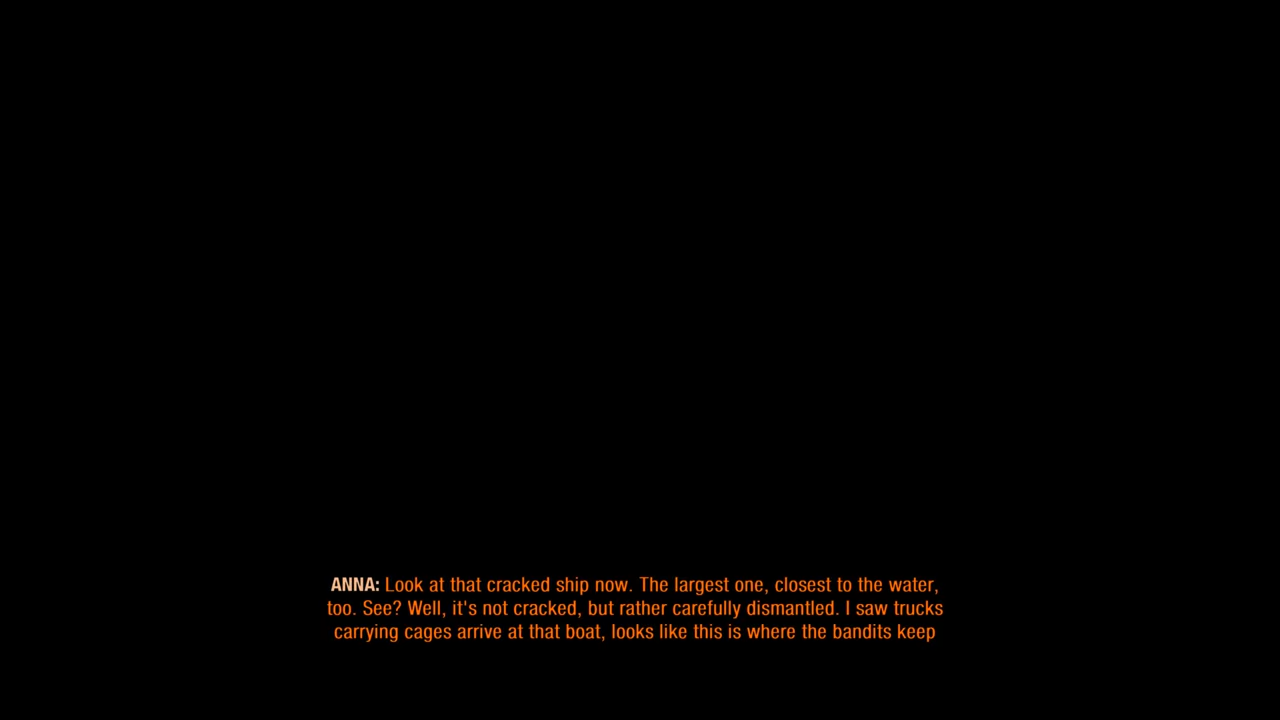 ANNA: Look at that cracked ship now. The largest one, closest to the water,
too. See? Well, it's not cracked, but rather carefully dismantled. I saw trucks
carrying cages arrive at that boat, looks like this is where the bandits keep